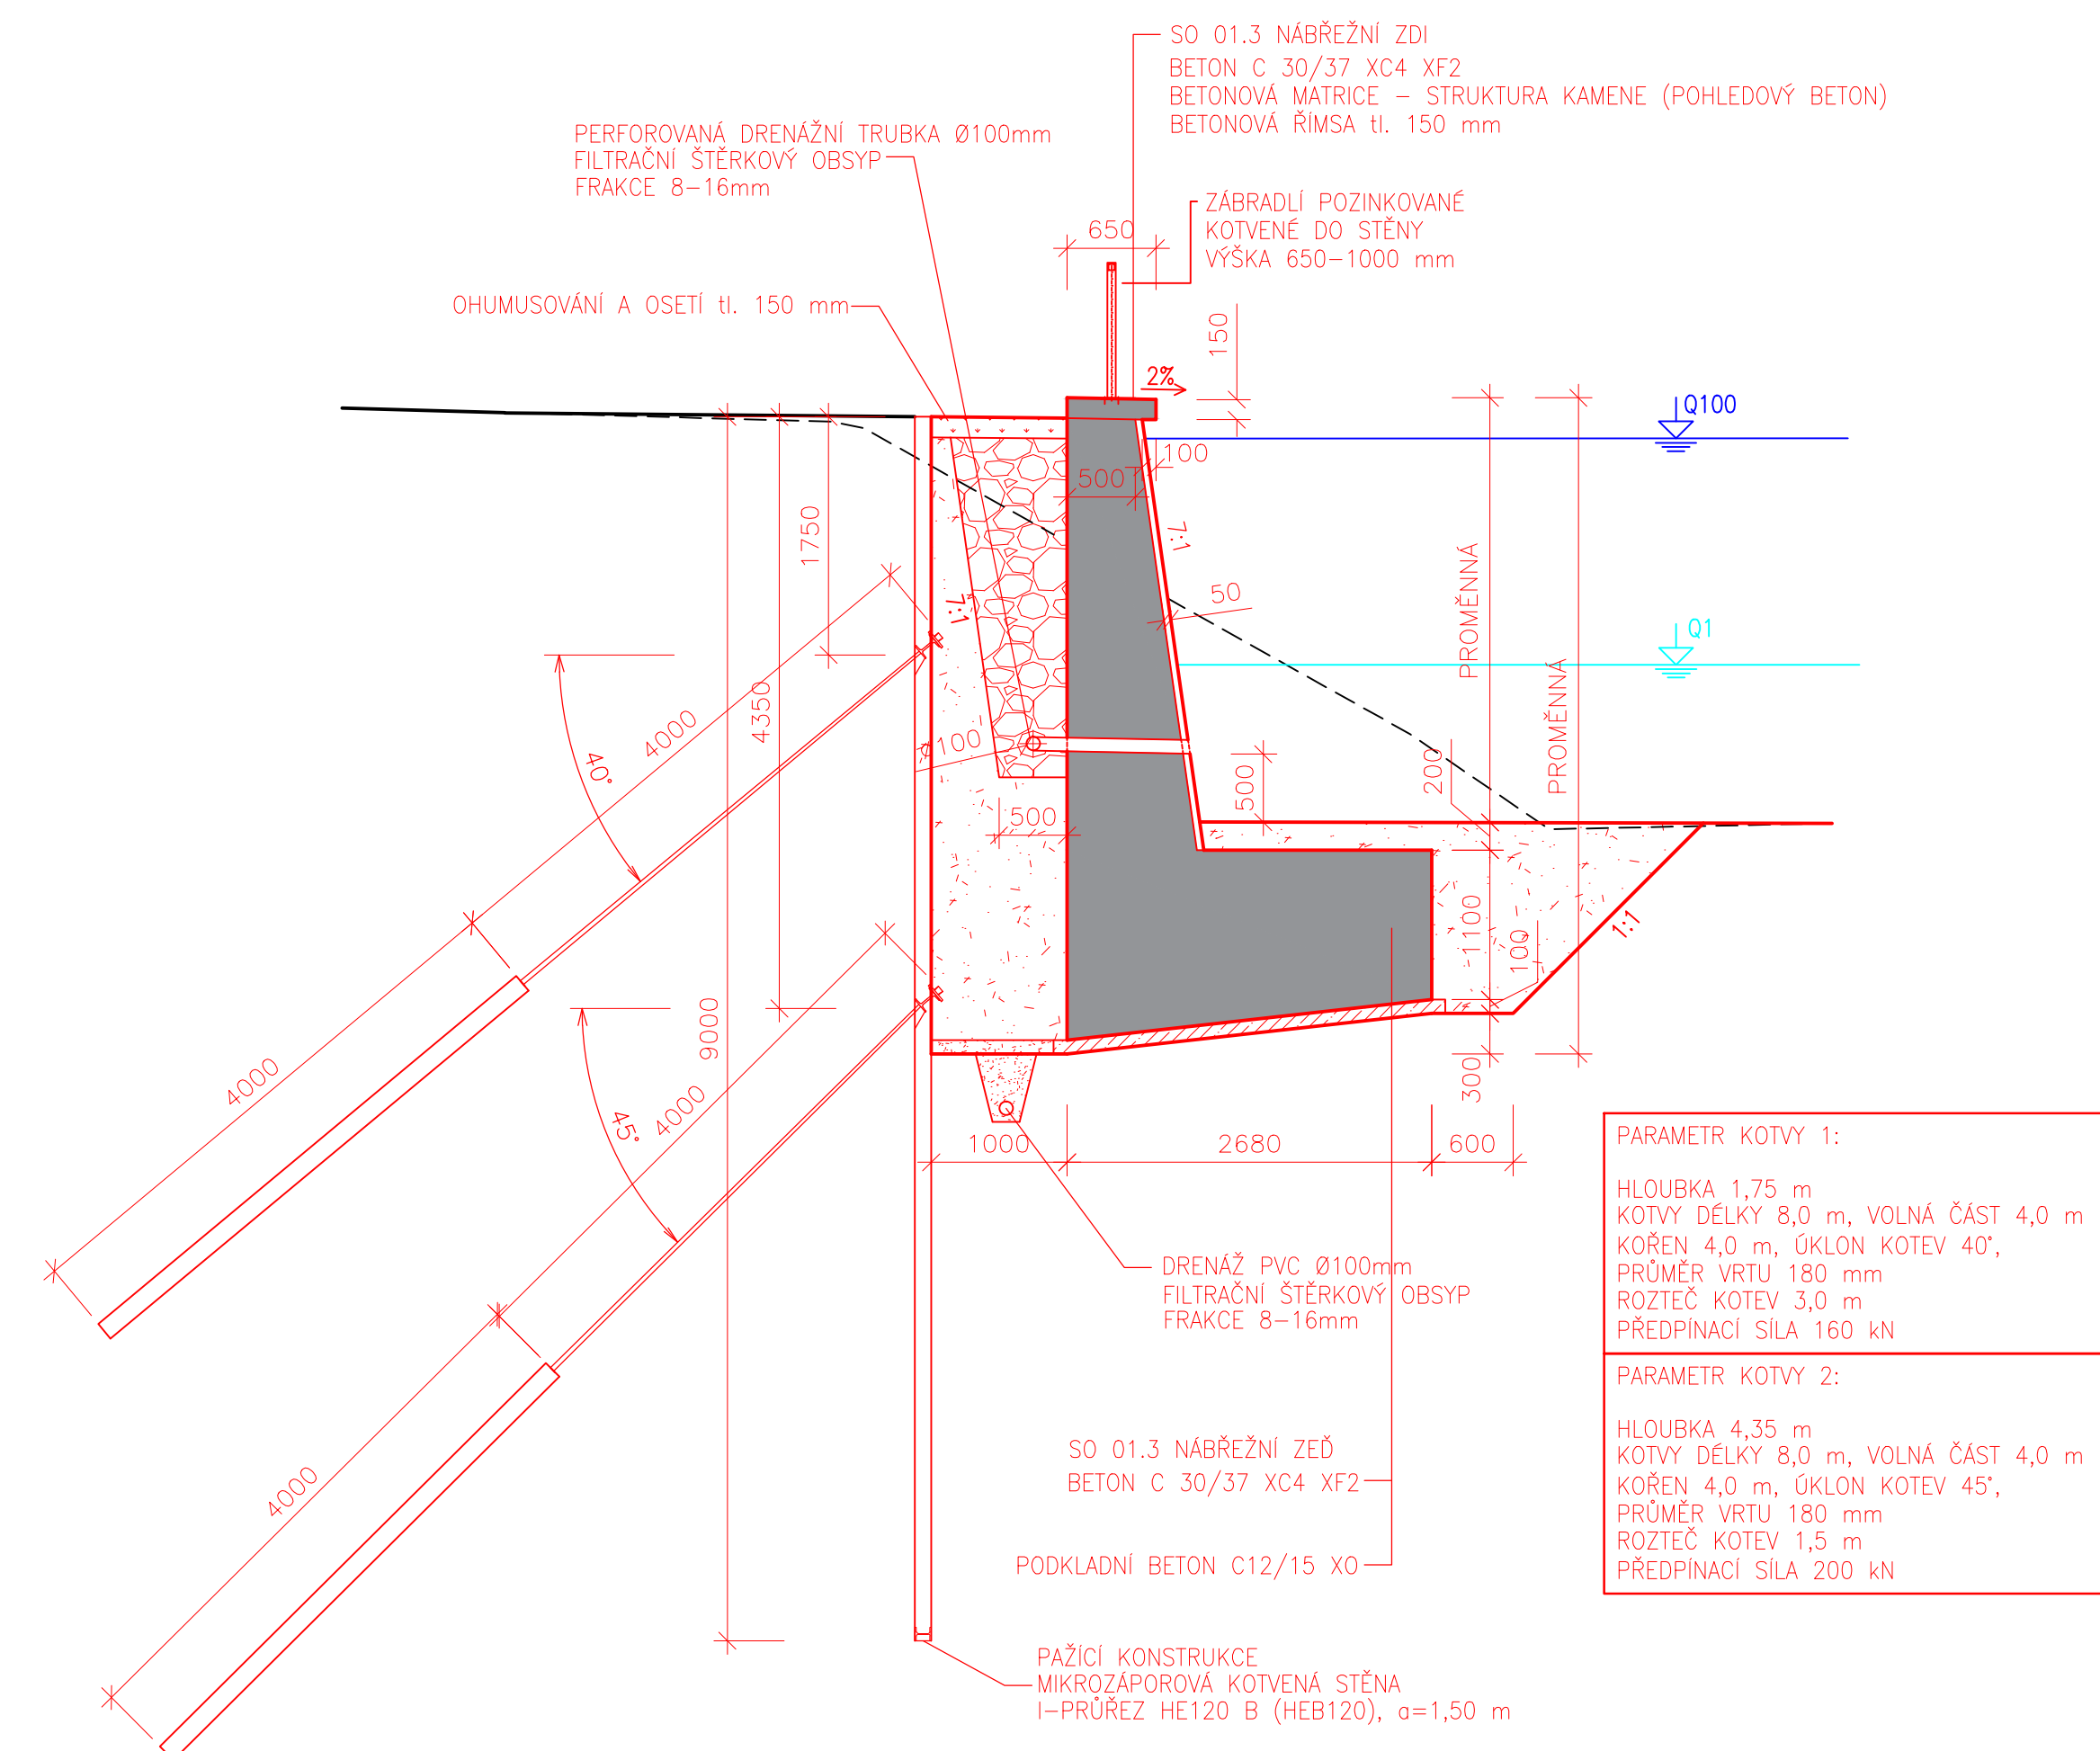 SO 01.3 NÁBŘEŽNÍ ZDI
BETON C 30/37 XC4 XF2
BETONOVÁ MATRICE – STRUKTURA KAMENE (POHLEDOVÝ BETON)
BETONOVÁ ŘÍMSA tl. 150 mm
PERFOROVANÁ DRENÁŽNÍ TRUBKA Ø100mm
FILTRAČNÍ ŠTĚRKOVÝ OBSYP
FRAKCE 8–16mm
ZÁBRADLÍ POZINKOVANÉ
KOTVENÉ DO STĚNY
VÝŠKA 650–1000 mm
650
OHUMUSOVÁNÍ A OSETÍ tl. 150 mm
150
2%
Q100
100
500
1750
7:1
7:1
50
PROMĚNNÁ
PROMĚNNÁ
Q1
4350
4000
40°
Ø100
200
500
500
1100
100
1:1
9000
4000
4000
45°
300
1000
2680
600
DRENÁŽ PVC Ø100mm
FILTRAČNÍ ŠTĚRKOVÝ OBSYP
FRAKCE 8–16mm
PARAMETR KOTVY 1:
HLOUBKA 1,75 m
KOTVY DÉLKY 8,0 m, VOLNÁ ČÁST 4,0 m
KOŘEN 4,0 m, ÚKLON KOTEV 40°,
PRŮMĚR VRTU 180 mm
ROZTEČ KOTEV 3,0 m
PŘEDPÍNACÍ SÍLA 160 kN
PARAMETR KOTVY 2:
HLOUBKA 4,35 m
KOTVY DÉLKY 8,0 m, VOLNÁ ČÁST 4,0 m
KOŘEN 4,0 m, ÚKLON KOTEV 45°,
PRŮMĚR VRTU 180 mm
ROZTEČ KOTEV 1,5 m
PŘEDPÍNACÍ SÍLA 200 kN
4000
SO 01.3 NÁBŘEŽNÍ ZEĎ
BETON C 30/37 XC4 XF2
PODKLADNÍ BETON C12/15 XO
PAŽÍCÍ KONSTRUKCE
MIKROZÁPOROVÁ KOTVENÁ STĚNA
I–PRŮŘEZ HE120 B (HEB120), a=1,50 m